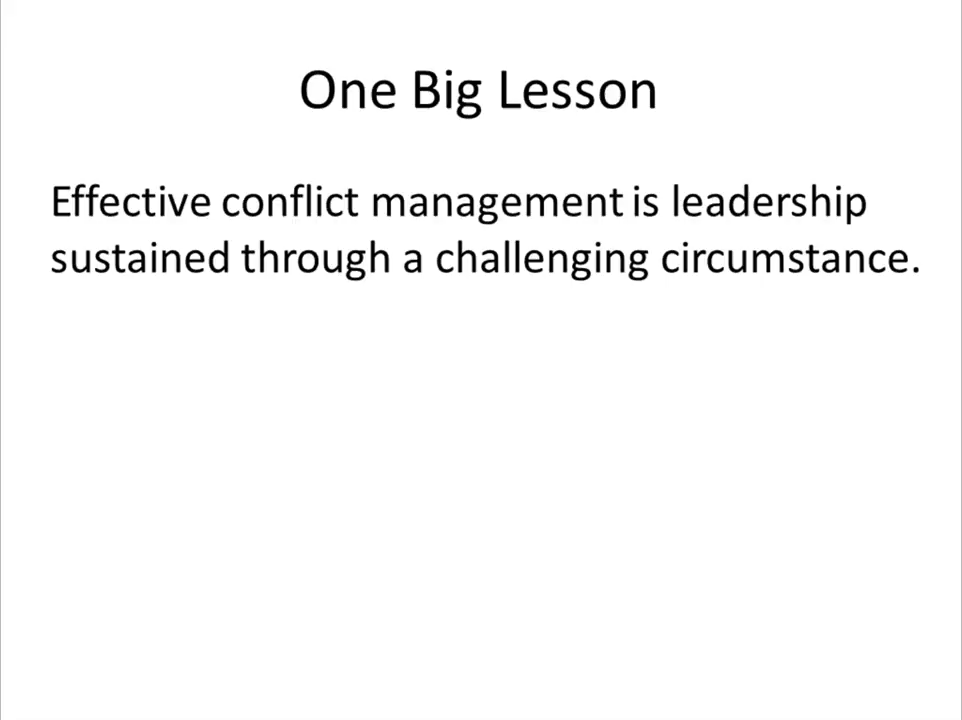 One Big Lesson
Effective conflict management is leadership
sustained through a challenging circumstance.